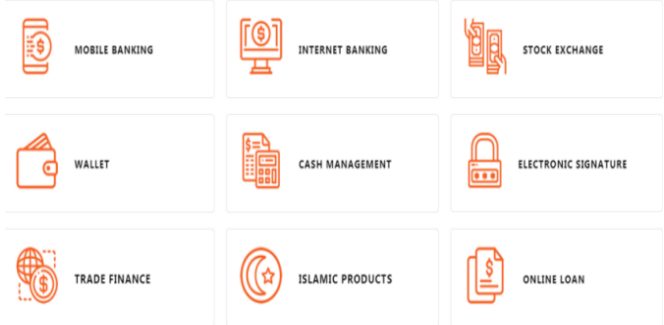 MOBILE BANKING
INTERNET BANKING
STOCK EXCHANGE
WALLET
CASH MANAGEMENT
ELECTRONIC SIGNATURE
TRADE FINANCE
ISLAMIC PRODUCTS
ONLINE LOAN